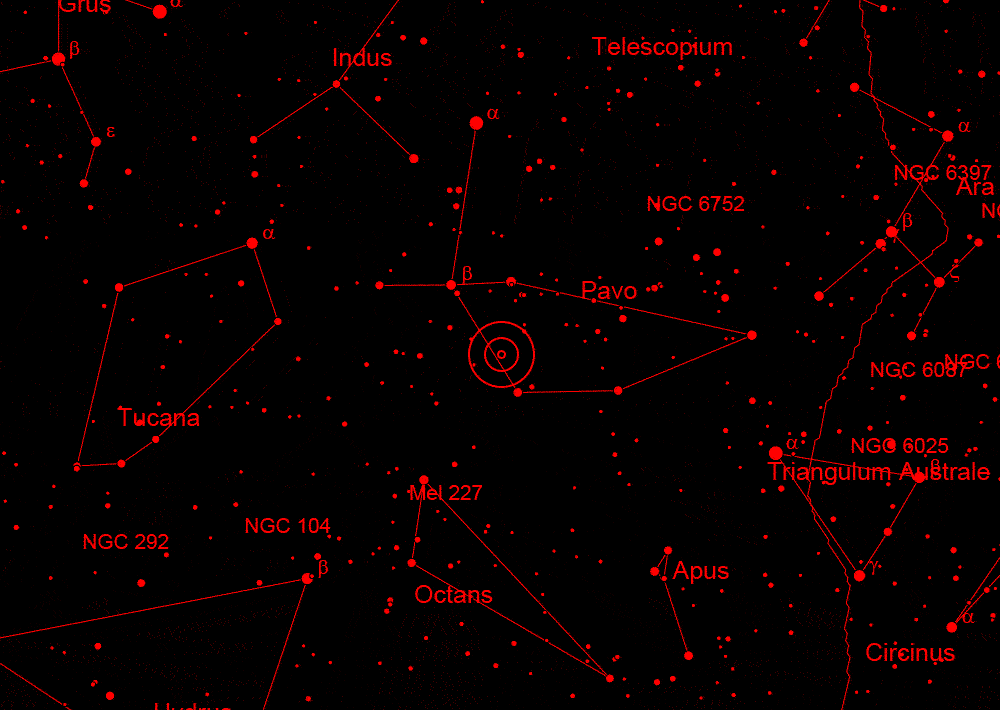 Grus α
β
Indus
Telescopium
α
ε
α
NGC 6397
Ara
NGC 6752
β
α
β
ζ
Pavo
NGC 6087
Tucana
α
NGC 6025
Triangulum Australe
β
Mel 227
NGC 104
NGC 292
β
Apus
γ
Octans
α
Circinus